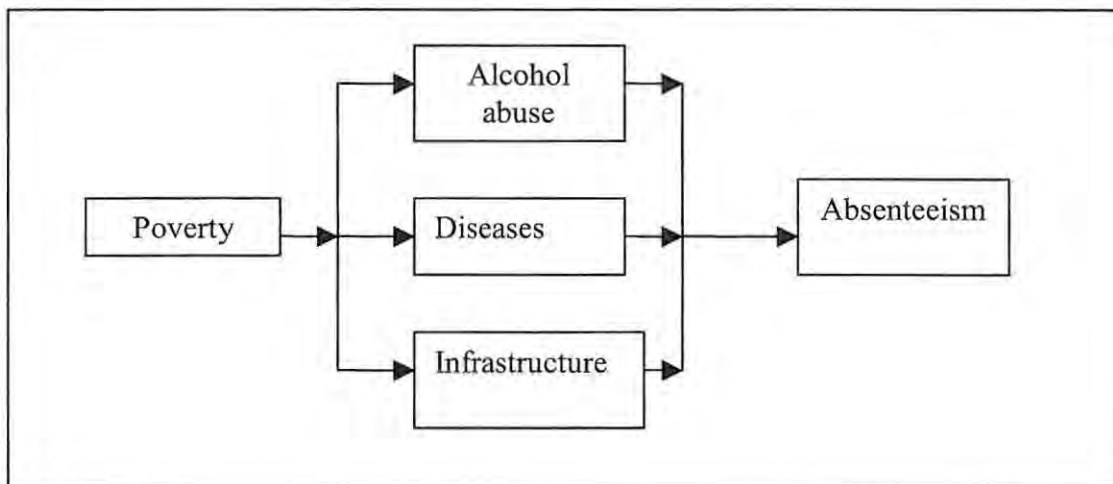 Alcohol
abuse
Poverty
Diseases
Absenteeism
Infrastructure